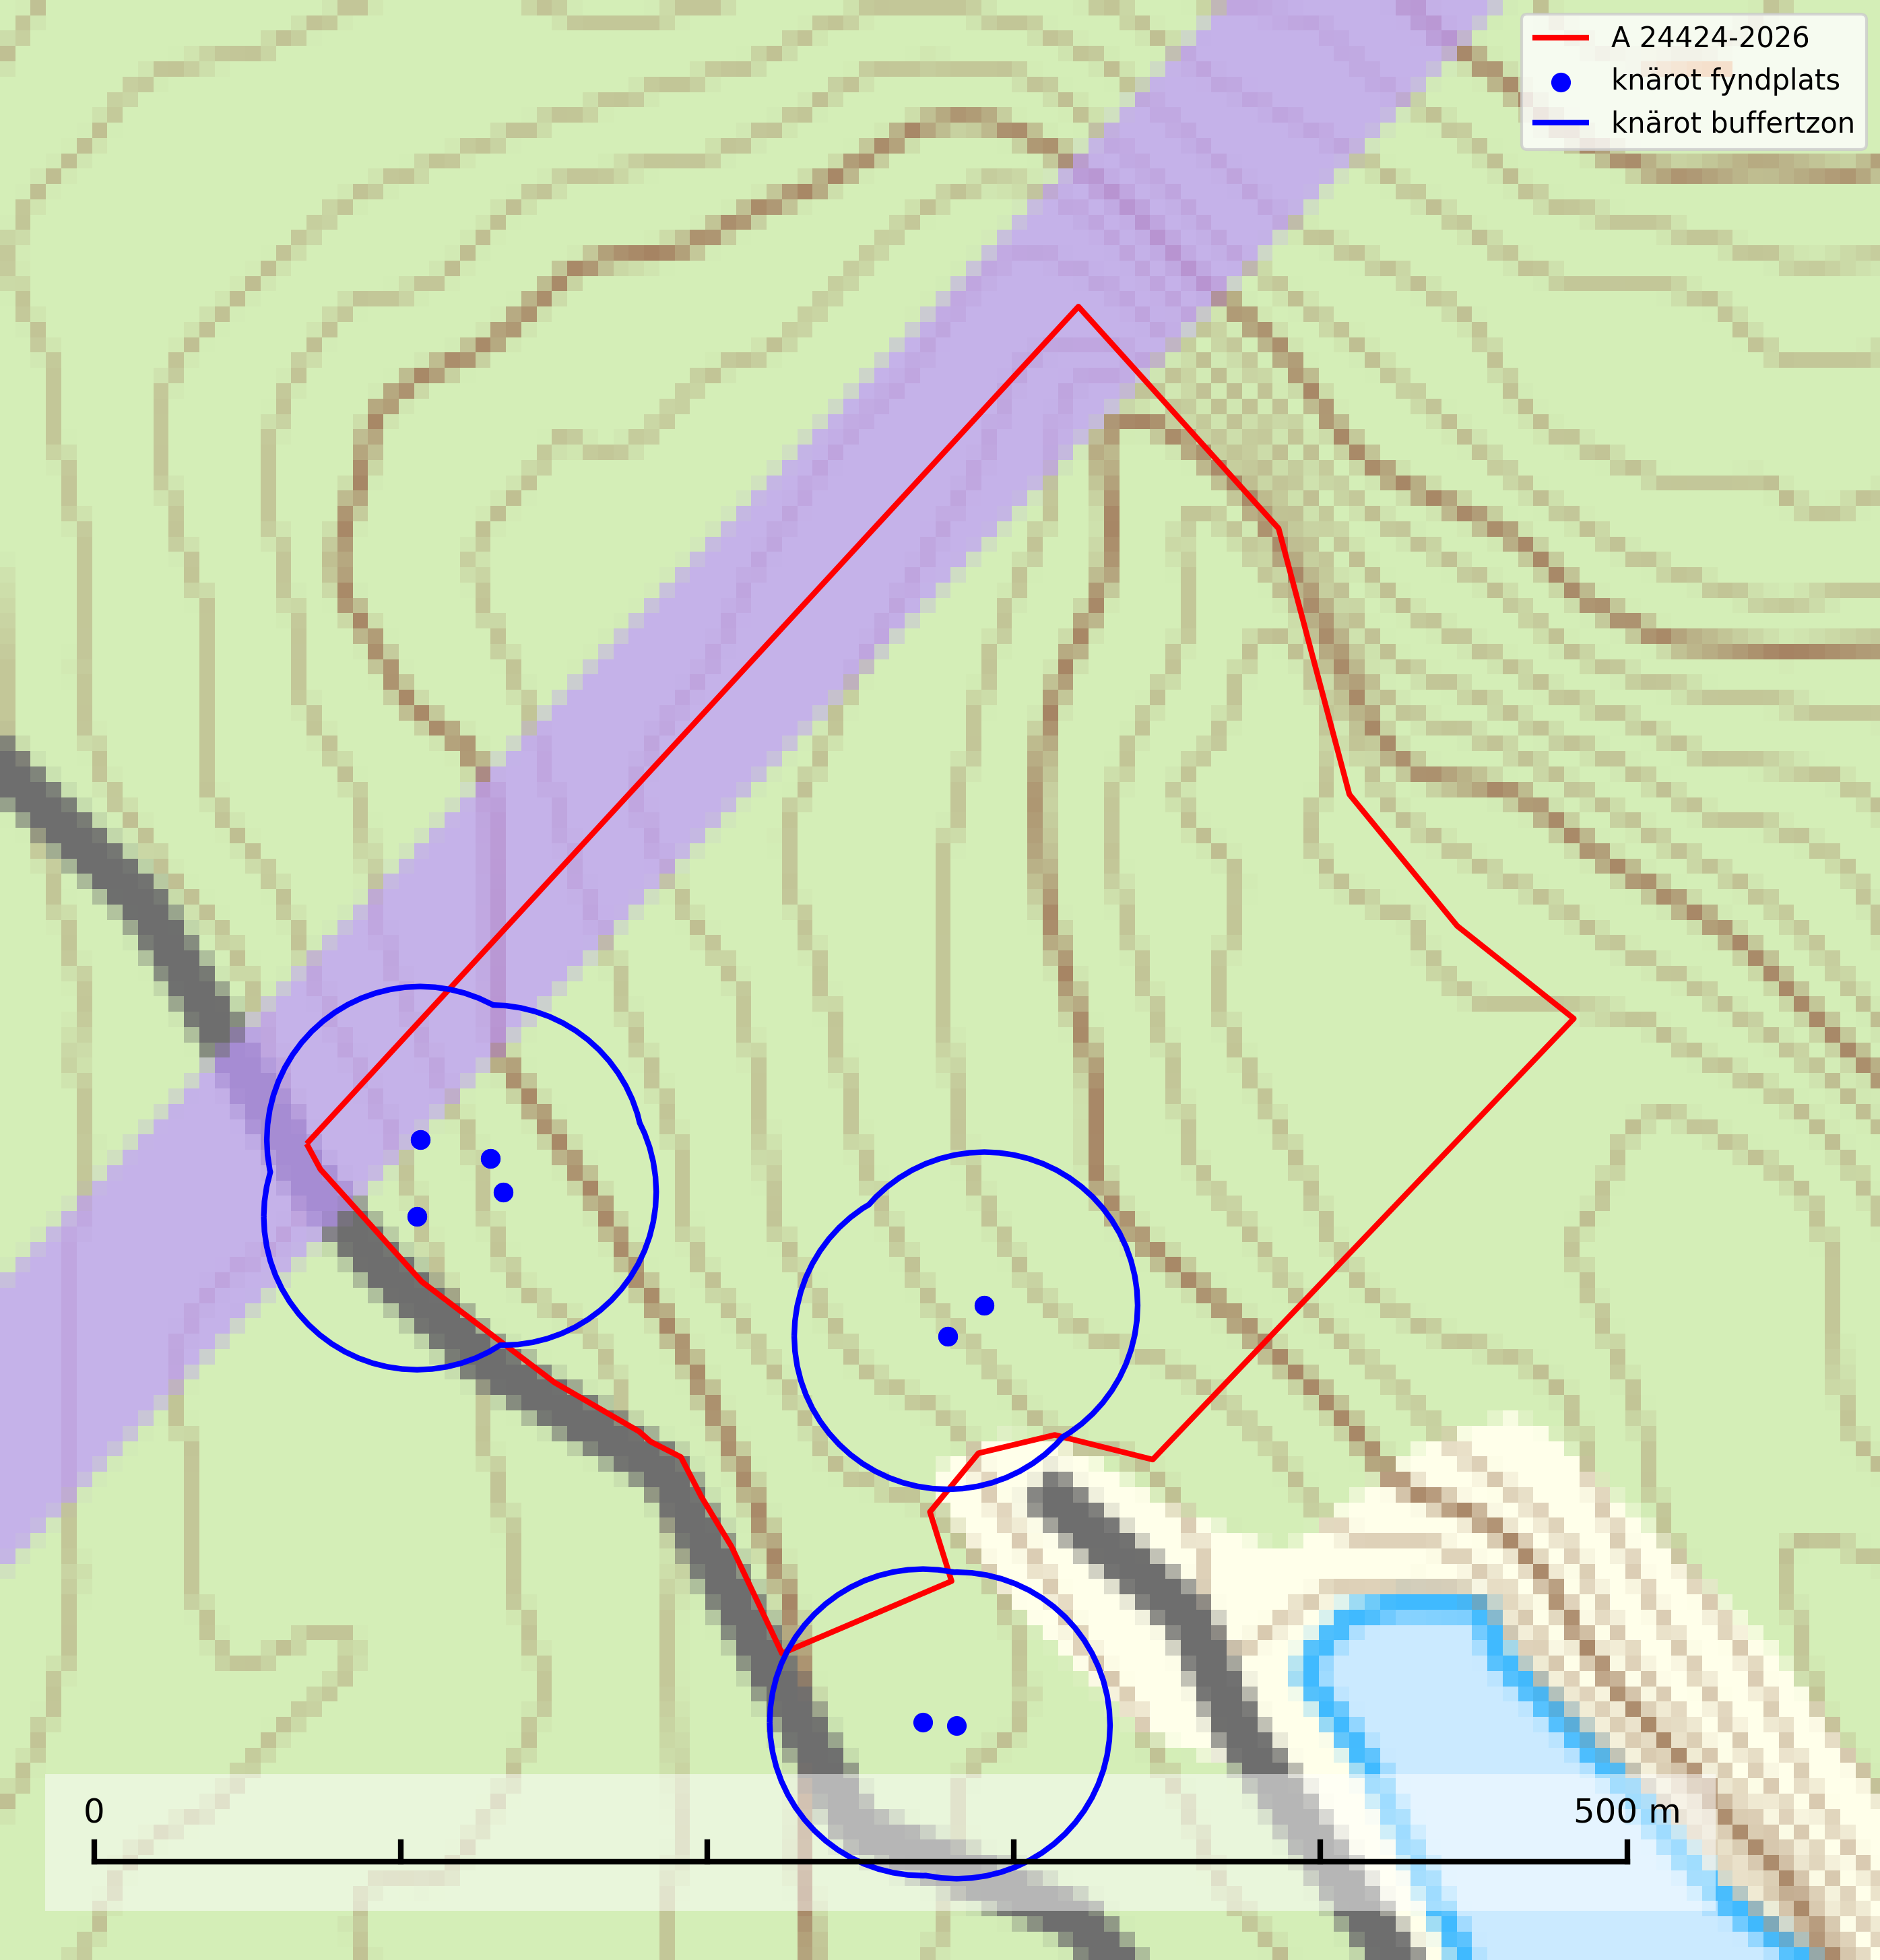 A 24424-2026
knärot fyndplats
knärot buffertzon
0 500 m